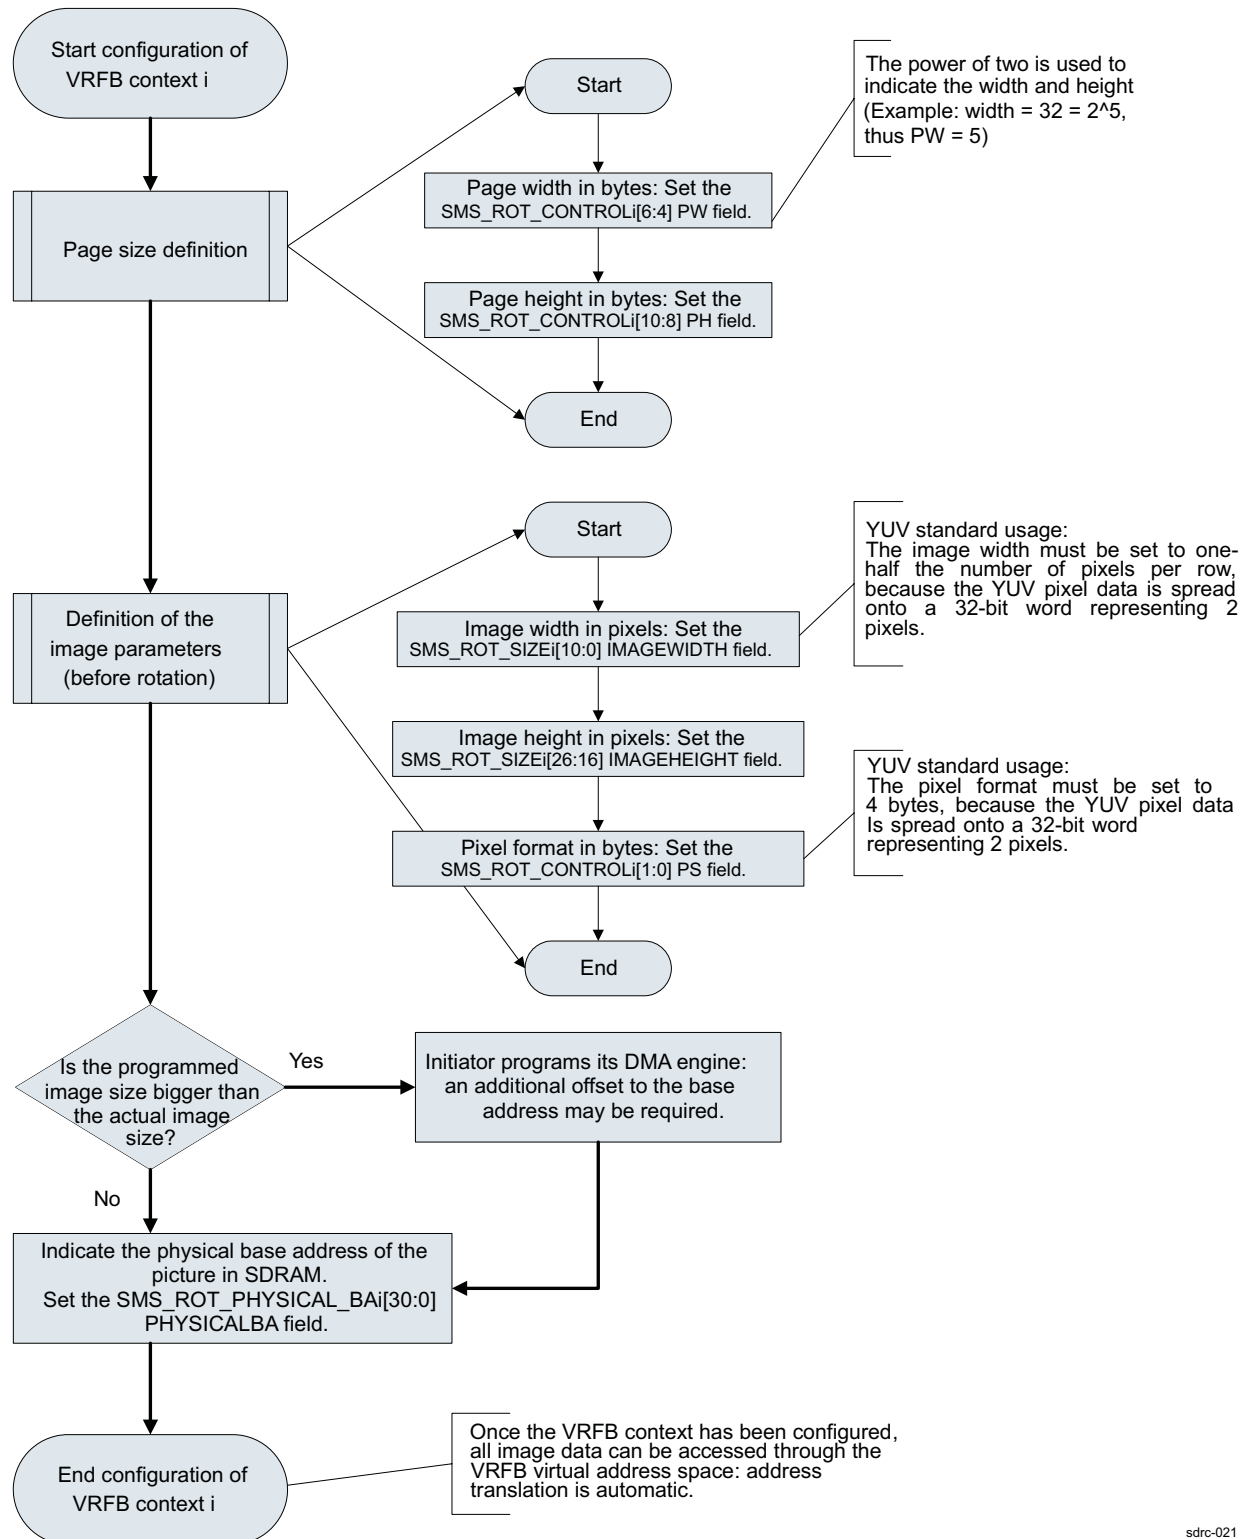 Start configuration of
VRFB context i
Start
The power of two is used to
indicate the width and height
(Example: width = 32 = 2^5,
thus PW = 5)
Page width in bytes: Set the
SMS_ROT_CONTROLi[6:4] PW field.
Page size definition
Page height in bytes: Set the
SMS_ROT_CONTROLi[10:8] PH field.
End
Start
YUV standard usage:
The image width must be set to one-
half the number of pixels per row,
because the YUV pixel data is spread
onto a 32-bit word representing 2
pixels.
Definition of the
image parameters
(before rotation)
Image width in pixels: Set the
SMS_ROT_SIZEi[10:0] IMAGEWIDTH field.
Image height in pixels: Set the
SMS_ROT_SIZEi[26:16] IMAGEHEIGHT field.
YUV standard usage:
The pixel format must be set to
4 bytes, because the YUV pixel data
Is spread onto a 32-bit word
representing 2 pixels.
Pixel format in bytes: Set the
SMS_ROT_CONTROLi[1:0] PS field.
End
Is the programmed
image size bigger than
the actual image
size?
Yes
Initiator programs its DMA engine:
an additional offset to the base
address may be required.
No
Indicate the physical base address of the
picture in SDRAM.
Set the SMS_ROT_PHYSICAL_BAi[30:0]
PHYSICALBA field.
End configuration of
VRFB context i
Once the VRFB context has been configured,
all image data can be accessed through the
VRFB virtual address space: address
translation is automatic.
sdrc-021